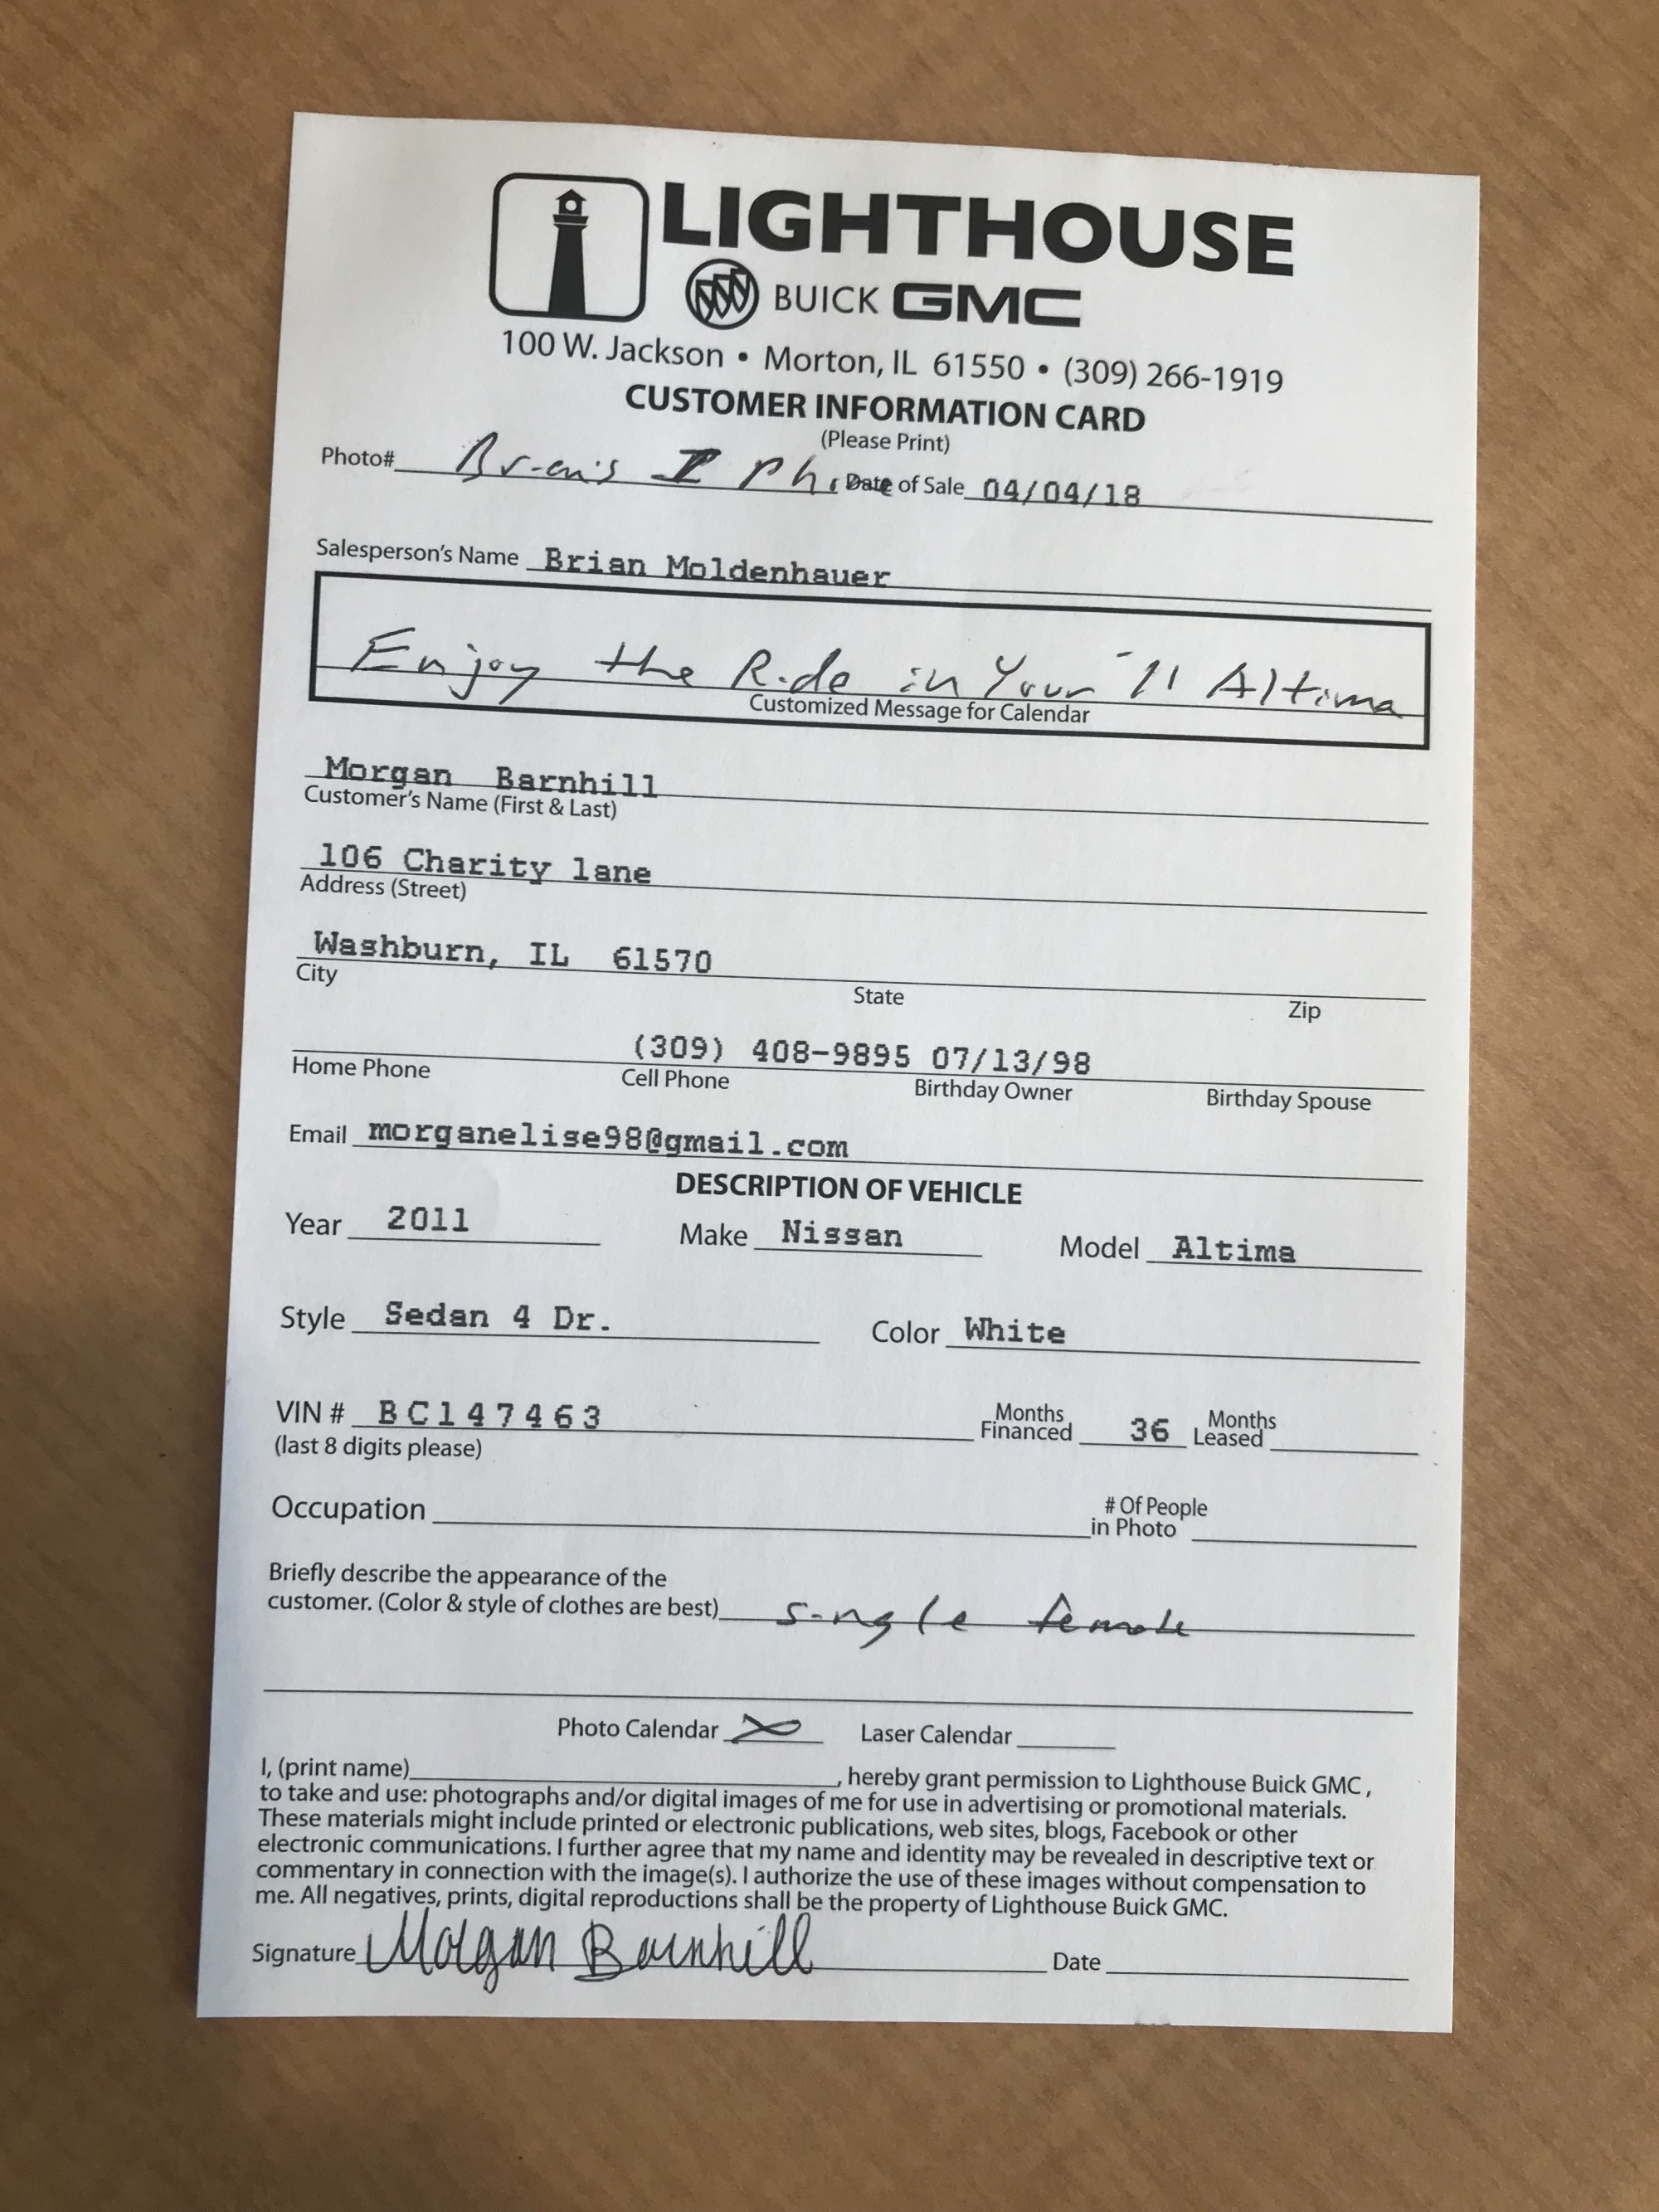 LIGHTHOUSE
BUICK GMC
100 W. Jackson • Morton, IL 61550 • (309) 266-1919
CUSTOMER INFORMATION CARD
(Please Print)
Photo# Brian's I Phone Date of Sale 04/04/18
Salesperson's Name Brian Moldenhauer
Enjoy the Ride in Your '11 Altima
Customized Message for Calendar
Morgan Barnhill
Customer's Name (First & Last)
106 Charity lane
Address (Street)
Washburn, IL 61570
City State Zip
(309) 408-9895 07/13/98
Home Phone Cell Phone Birthday Owner Birthday Spouse
Email morganelise98@gmail.com
DESCRIPTION OF VEHICLE
Year 2011 Make Nissan Model Altima
Style Sedan 4 Dr. Color White
VIN # BC147463 Months Financed 36 Months Leased
(last 8 digits please)
Occupation # Of People in Photo
Briefly describe the appearance of the
customer. (Color & style of clothes are best) single female
Photo Calendar X Laser Calendar
I, (print name) , hereby grant permission to Lighthouse Buick GMC ,
to take and use: photographs and/or digital images of me for use in advertising or promotional materials.
These materials might include printed or electronic publications, web sites, blogs, Facebook or other
electronic communications. I further agree that my name and identity may be revealed in descriptive text or
commentary in connection with the image(s). I authorize the use of these images without compensation to
me. All negatives, prints, digital reproductions shall be the property of Lighthouse Buick GMC.
Signature Morgan Barnhill Date